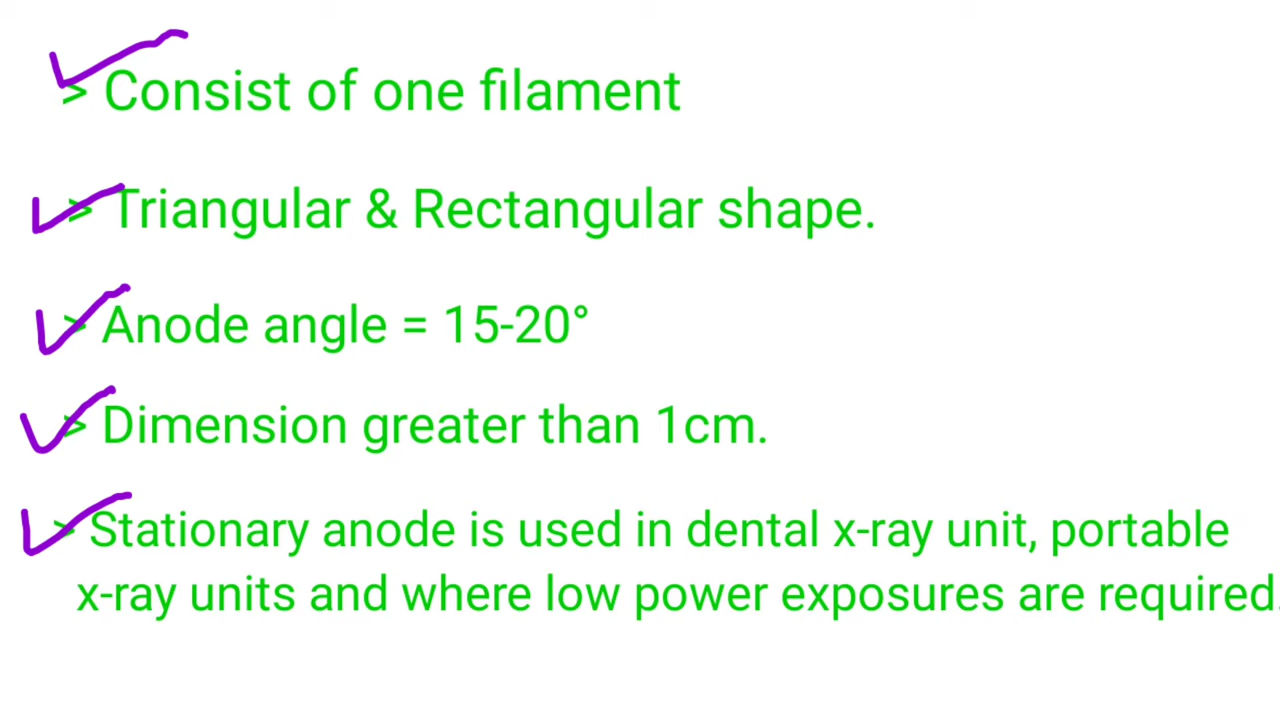 > Consist of one filament
> Triangular & Rectangular shape.
> Anode angle = 15-20°
> Dimension greater than 1cm.
> Stationary anode is used in dental x-ray unit, portable
x-ray units and where low power exposures are required.